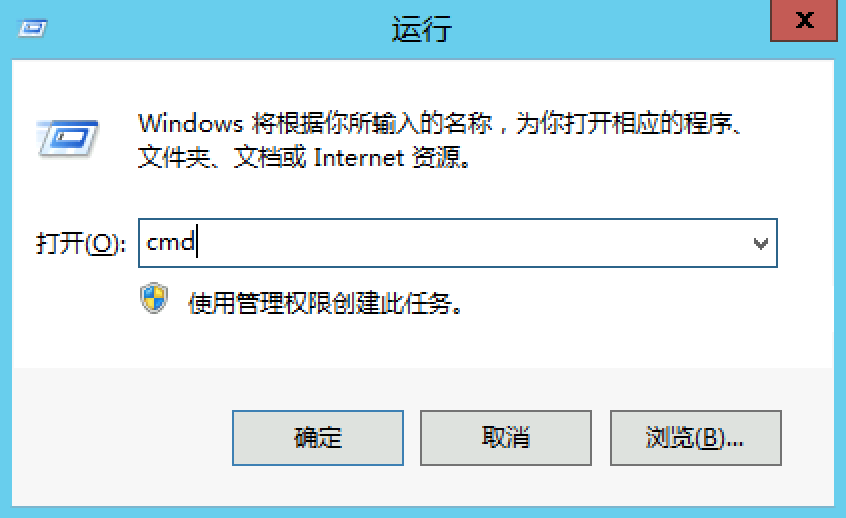 运行
Windows 将根据你所输入的名称，为你打开相应的程序、
文件夹、文档或 Internet 资源。
打开(O): cmd
使用管理权限创建此任务。
确定 取消 浏览(B)...